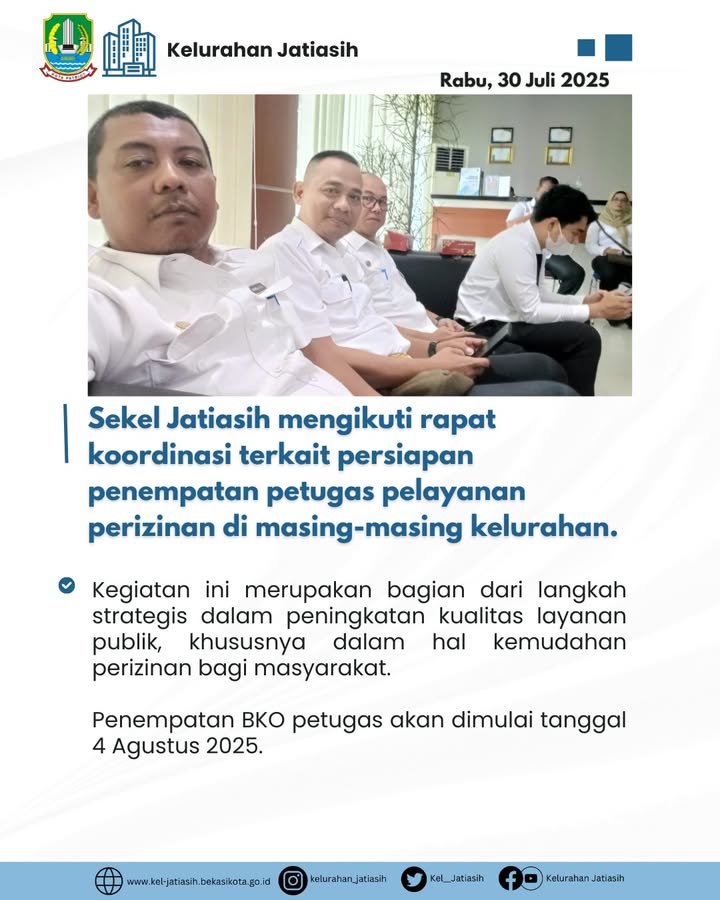 Kelurahan Jatiasih
Rabu, 30 Juli 2025
Sekel Jatiasih mengikuti rapat
koordinasi terkait persiapan
penempatan petugas pelayanan
perizinan di masing-masing kelurahan.
Kegiatan ini merupakan bagian dari langkah
strategis dalam peningkatan kualitas layanan
publik, khususnya dalam hal kemudahan
perizinan bagi masyarakat.
Penempatan BKO petugas akan dimulai tanggal
4 Agustus 2025.
www.kel-jatiasih.bekasikota.go.id
kelurahan_jatiasih
Kel__Jatiasih
Kelurahan Jatiasih